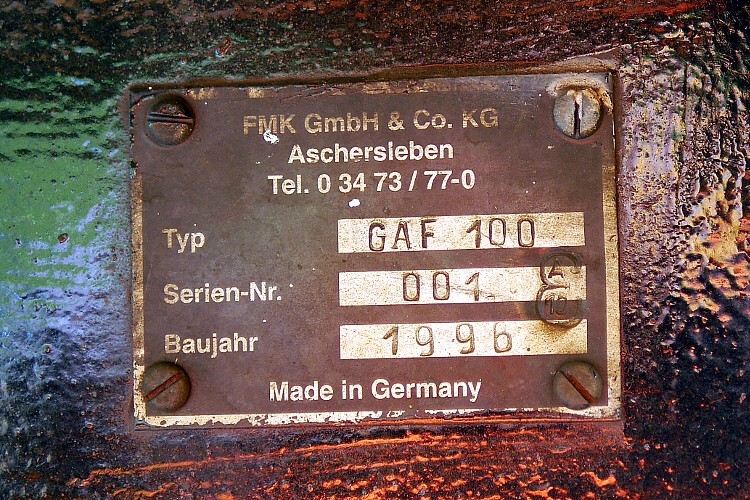 FMK GmbH & Co. KG
Aschersleben
Tel. 0 34 73 / 77-0
Typ GAF 100
Serien-Nr. 001
A
10
Baujahr 1996
Made in Germany